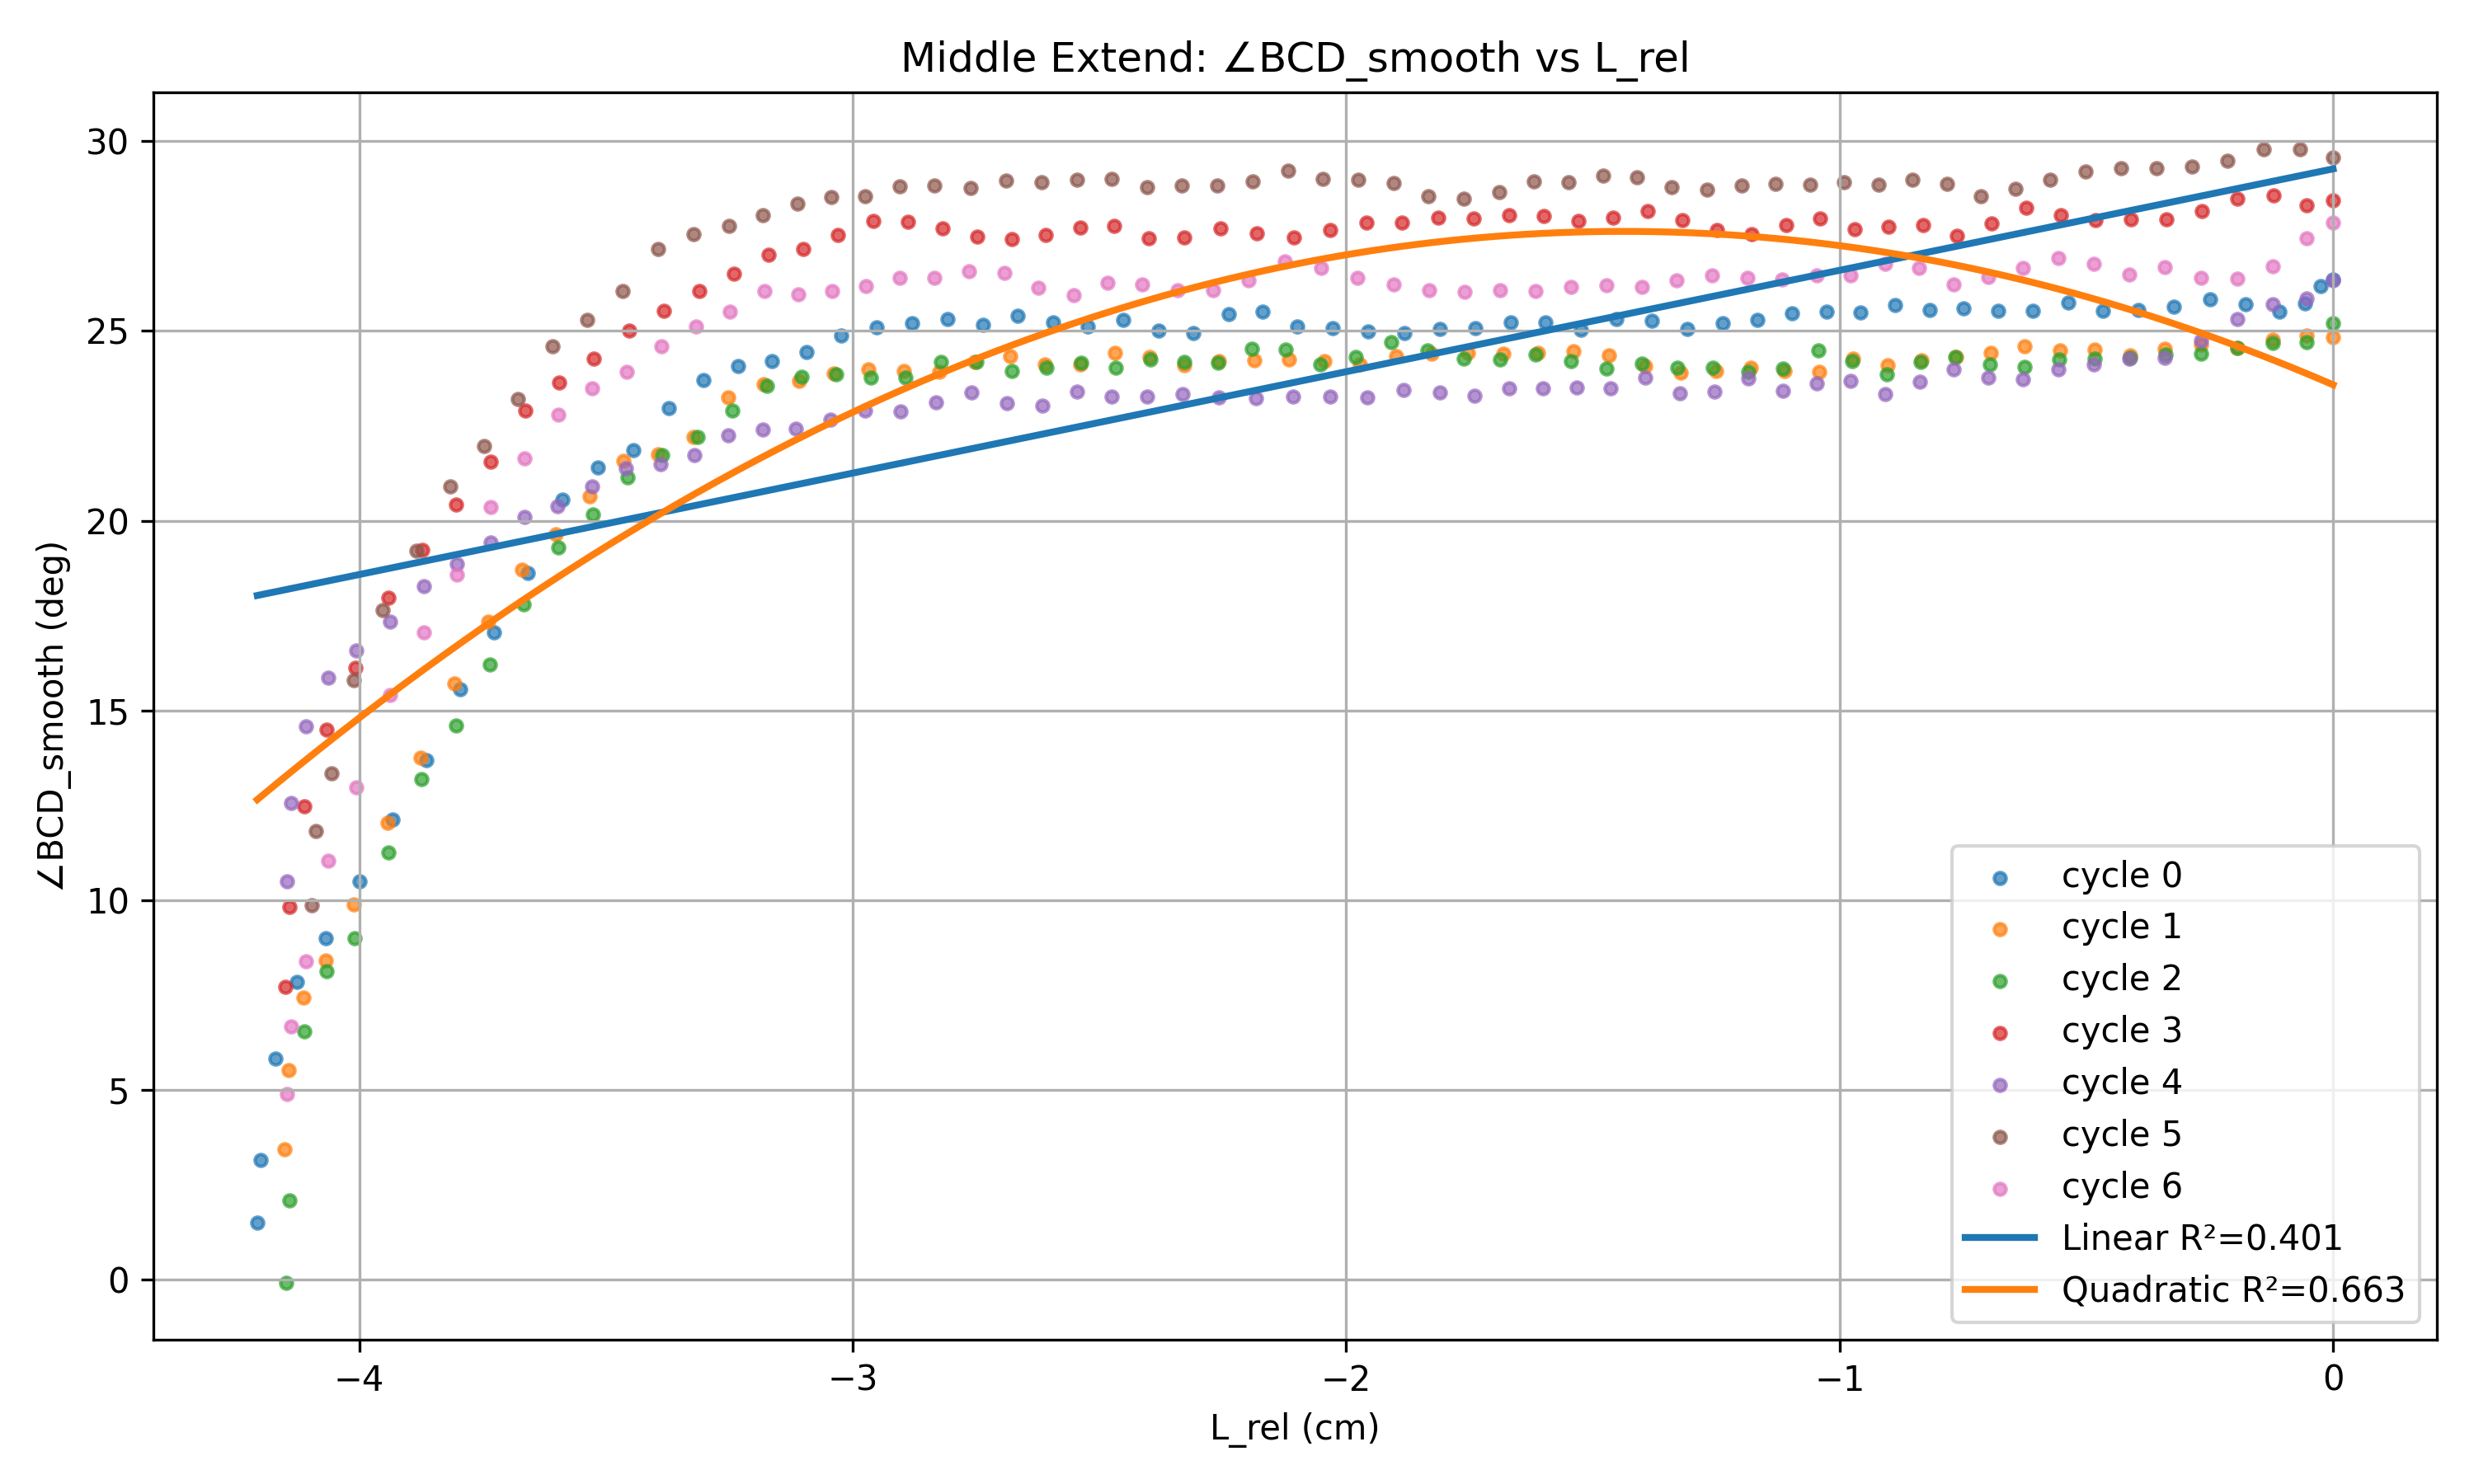 Middle Extend: ∠BCD_smooth vs L_rel
∠BCD_smooth (deg)
30
25
20
15
10
5
0
−4
−3
−2
−1
0
L_rel (cm)
cycle 0
cycle 1
cycle 2
cycle 3
cycle 4
cycle 5
cycle 6
Linear R²=0.401
Quadratic R²=0.663